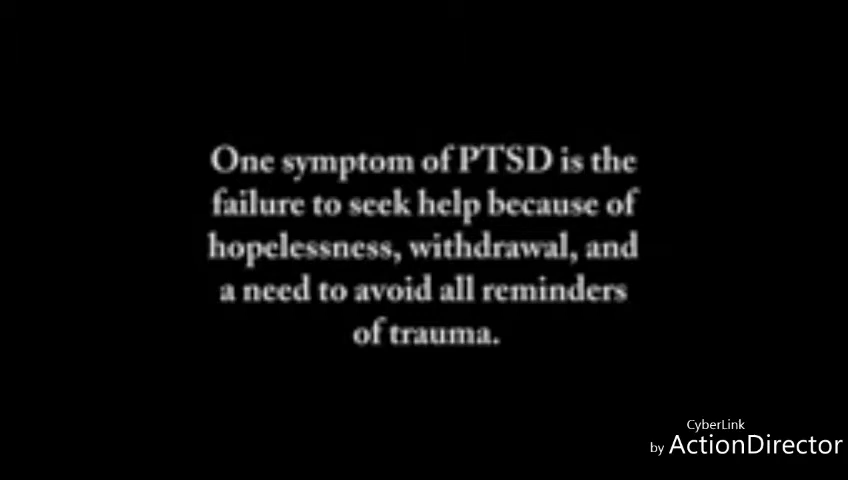 One symptom of PTSD is the
failure to seek help because of
hopelessness, withdrawal, and
a need to avoid all reminders
of trauma.
CyberLink
by ActionDirector